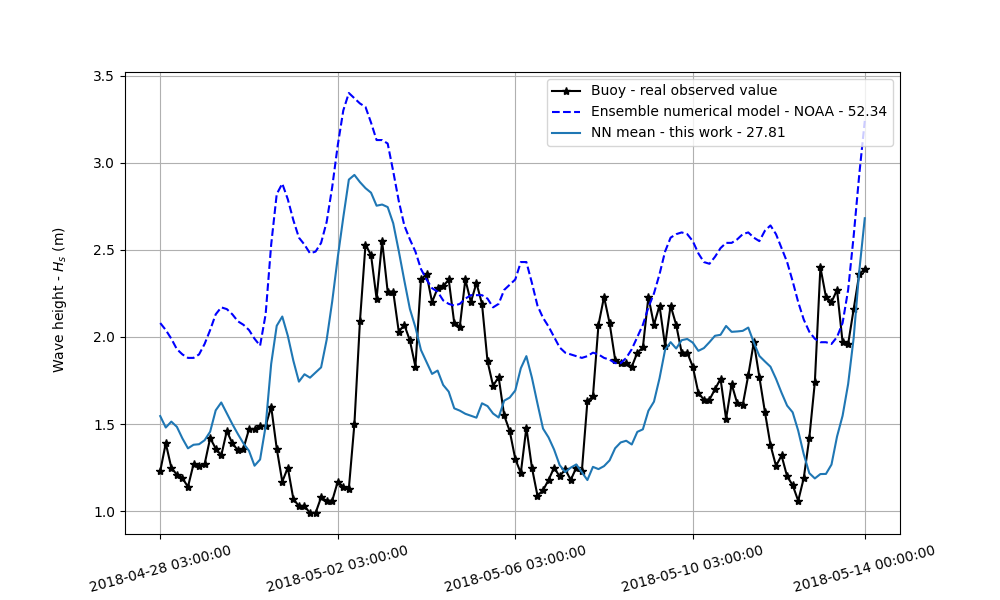 3.5
3.0
2.5
2.0
1.5
1.0
Wave height - Hₛ (m)
Buoy - real observed value
Ensemble numerical model - NOAA - 52.34
NN mean - this work - 27.81
2018-04-28 03:00:00
2018-05-02 03:00:00
2018-05-06 03:00:00
2018-05-10 03:00:00
2018-05-14 00:00:00